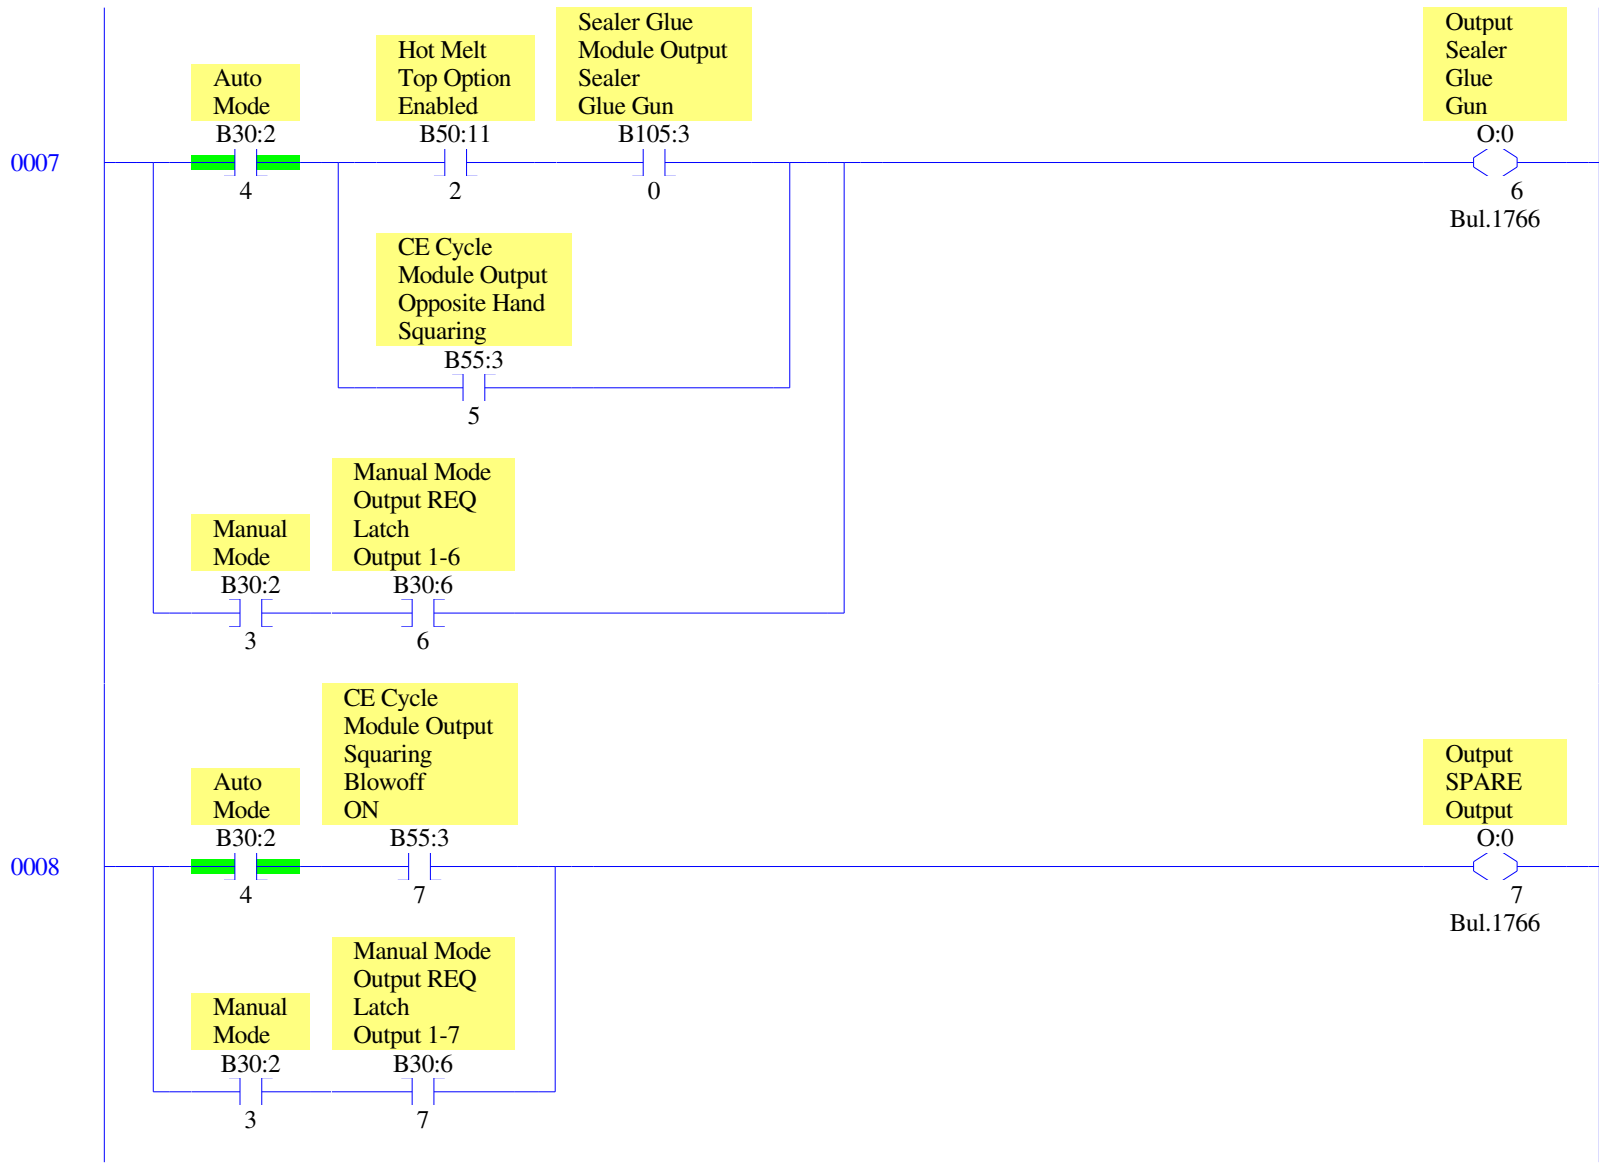 Sealer Glue
Module Output
Sealer
Glue Gun
B105:3
0
Output
Sealer
Glue
Gun
O:0
6
Bul.1766
Hot Melt
Top Option
Enabled
B50:11
2
Auto
Mode
B30:2
4
0007
CE Cycle
Module Output
Opposite Hand
Squaring
B55:3
5
Manual Mode
Output REQ
Latch
Output 1-6
B30:6
6
Manual
Mode
B30:2
3
CE Cycle
Module Output
Squaring
Blowoff
ON
B55:3
7
Auto
Mode
B30:2
4
Output
SPARE
Output
O:0
7
Bul.1766
0008
Manual Mode
Output REQ
Latch
Output 1-7
B30:6
7
Manual
Mode
B30:2
3